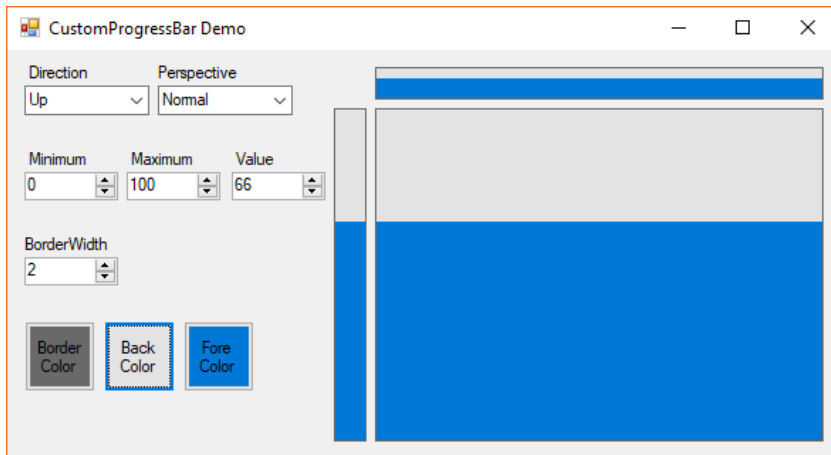 CustomProgressBar Demo
Direction Perspective
Up Normal
Minimum Maximum Value
0 100 66
BorderWidth
2
Border Back Fore
Color Color Color